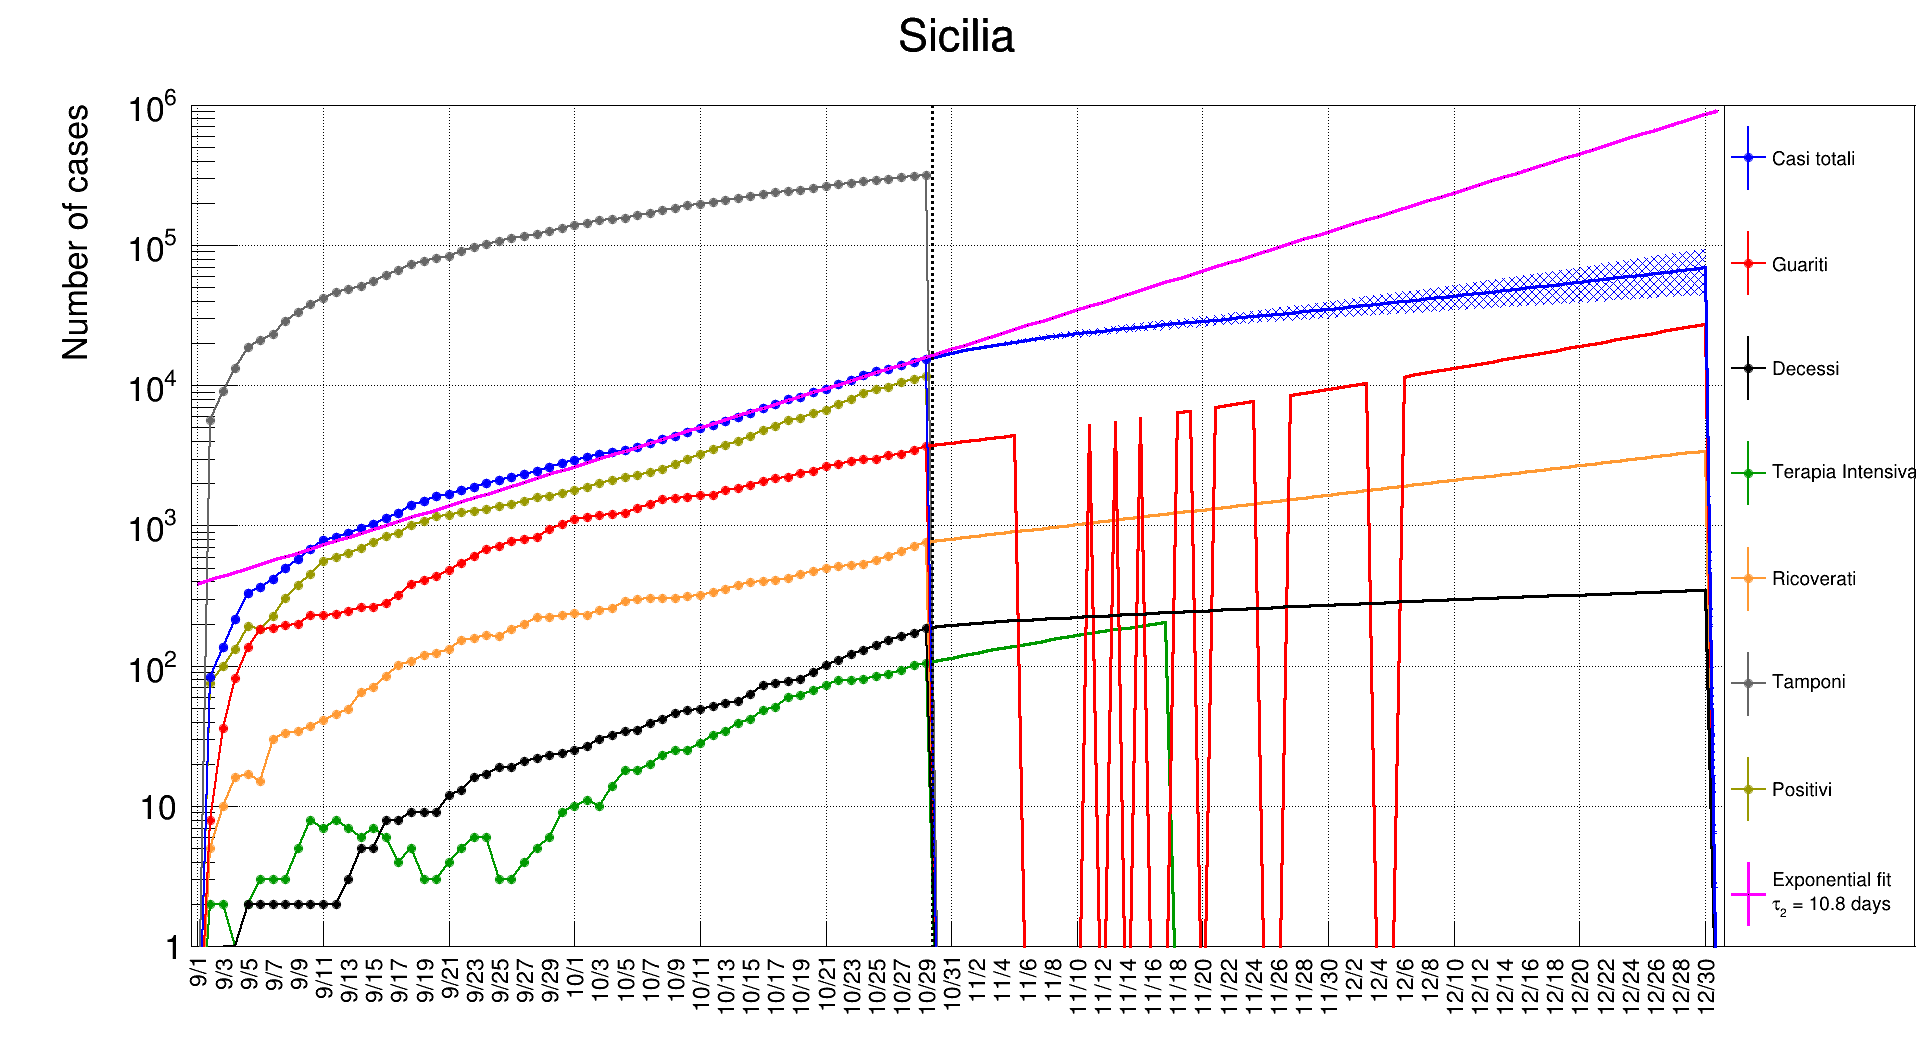 Sicilia
Number of cases
10^6
10^5
10^4
10^3
10^2
10
1
9/1 9/3 9/5 9/7 9/9 9/11 9/13 9/15 9/17 9/19 9/21 9/23 9/25 9/27 9/29 10/1 10/3 10/5 10/7 10/9 10/11 10/13 10/15 10/17 10/19 10/21 10/23 10/25 10/27 10/29 10/31 11/2 11/4 11/6 11/8 11/10 11/12 11/14 11/16 11/18 11/20 11/22 11/24 11/26 11/28 11/30 12/2 12/4 12/6 12/8 12/10 12/12 12/14 12/16 12/18 12/20 12/22 12/24 12/26 12/28 12/30
Casi totali
Guariti
Decessi
Terapia Intensiva
Ricoverati
Tamponi
Positivi
Exponential fit
τ₂ = 10.8 days